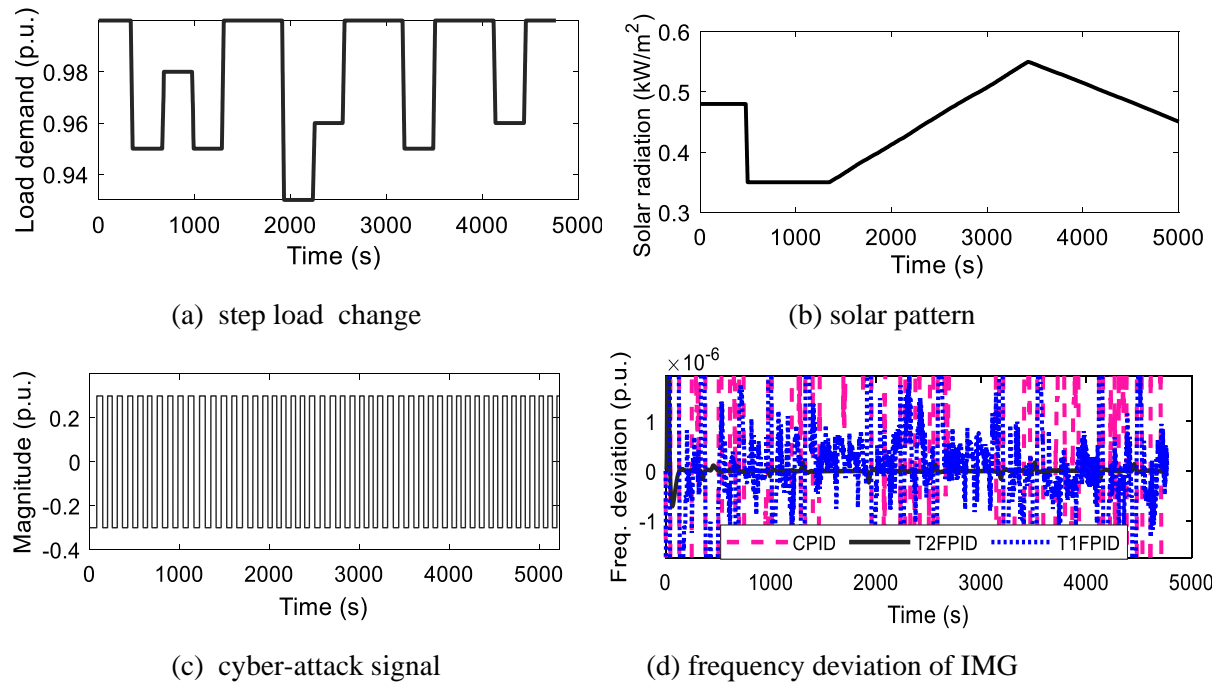 Load demand (p.u.)
0.98
0.96
0.94
0 1000 2000 3000 4000 5000
Time (s)
(a) step load change
Solar radiation (kW/m²)
0.6
0.5
0.4
0.3
0 1000 2000 3000 4000 5000
Time (s)
(b) solar pattern
Magnitude (p.u.)
0.2
0
-0.2
-0.4
0 1000 2000 3000 4000 5000
Time (s)
(c) cyber-attack signal
Freq. deviation (p.u.)
×10⁻⁶
1
0
-1
CPID T2FPID T1FPID
0 1000 2000 3000 4000 5000
Time (s)
(d) frequency deviation of IMG